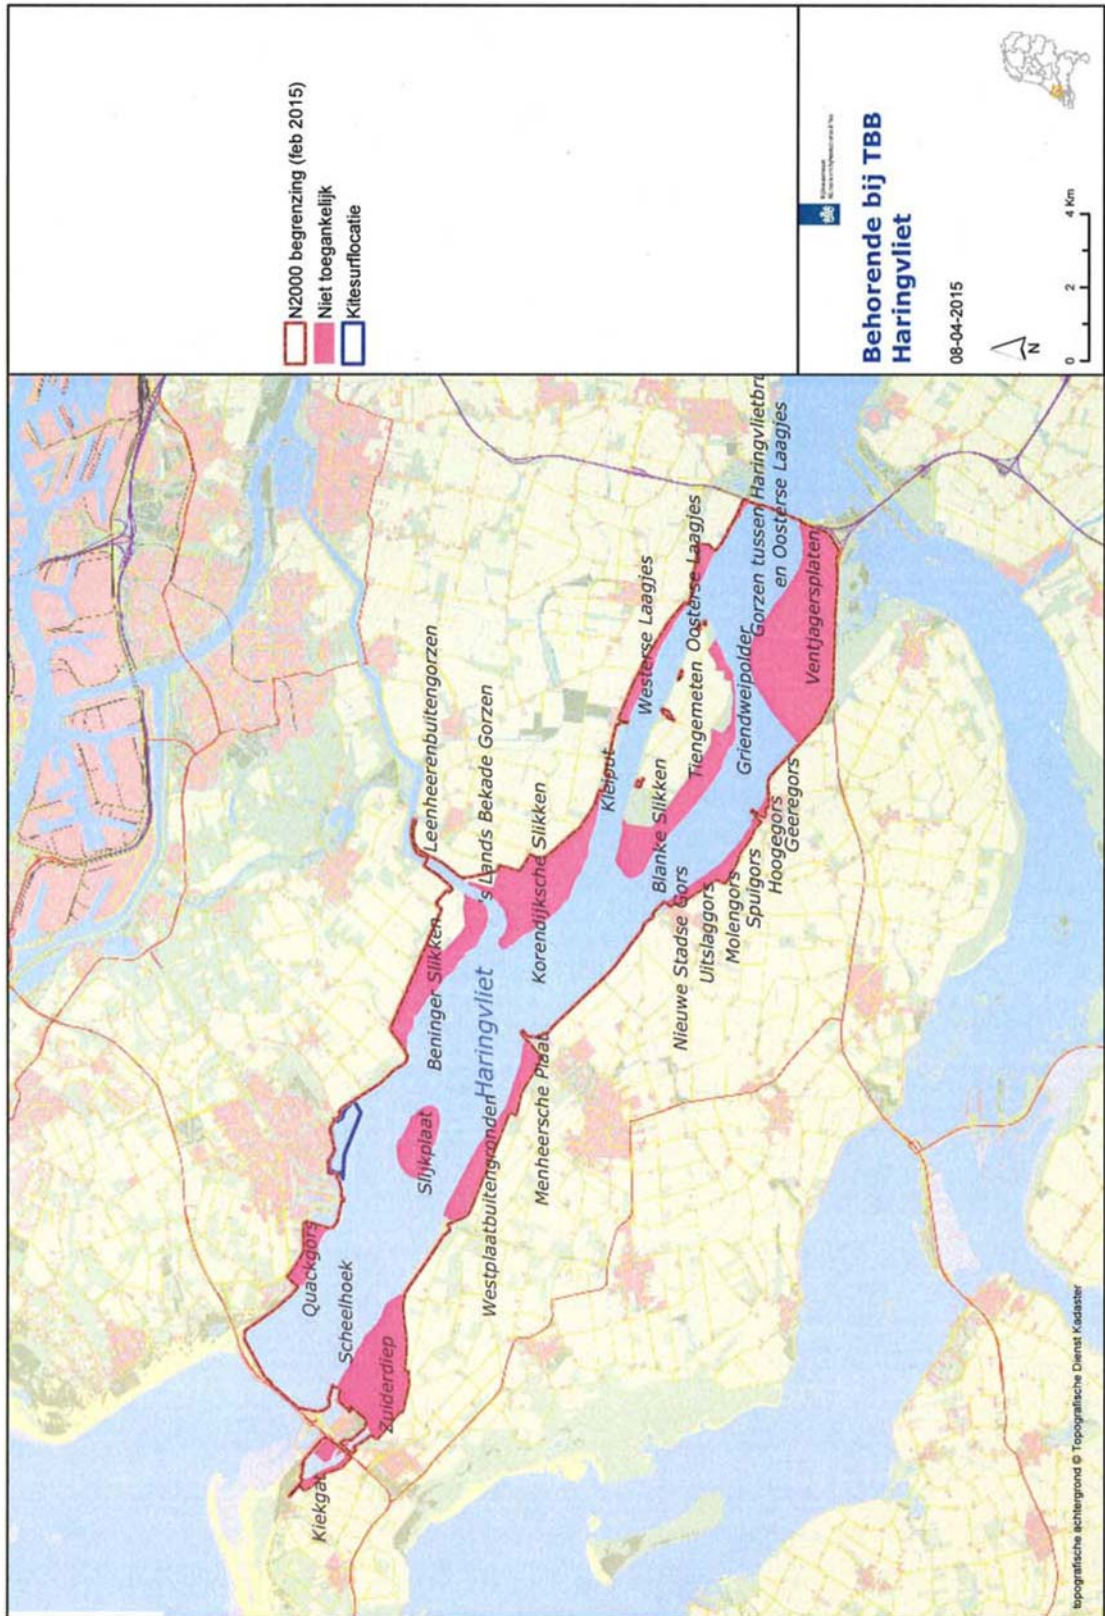 N2000 begrenzing (feb 2015)
Niet toegankelijk
Kitesurflocatie
Behorende bij TBB
Haringvliet
08-04-2015
N
0 2 4 Km
Leenheerenbuitengorzen
's Lands Bekade Gorzen
Beninger Slikken
Korendijksche Slikken
Haringvliet
Slijkplaat
Quackgors
Scheelhoek
Zuiderdiep
Kiekgat
Westplaatbuitengronden
Menheersche Plaat
Kleiput
Westerse Laagjes
Oosterse Laagjes
Tiengemeten
Blanke Slikken
Griendweipolder
Gorzen tussen Haringvlietbru
en Oosterse Laagjes
Ventjagersplaten
Nieuwe Stadse Gors
Uitslaggors
Molengors
Spuigors
Hoogegors
Geeregors
topografische achtergrond © Topografische Dienst Kadaster